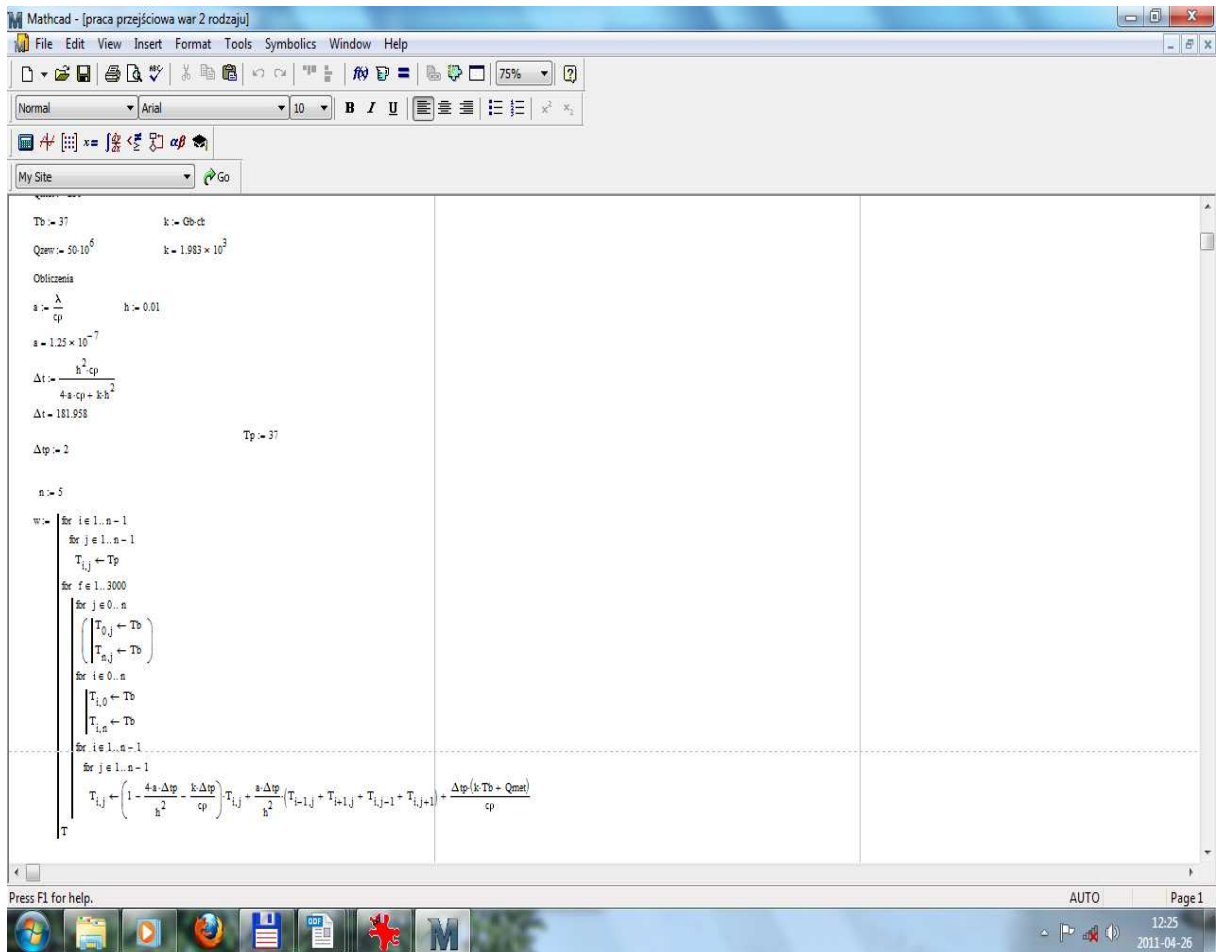 Mathcad - [praca przejściowa war 2 rodzaju]
File Edit View Insert Format Tools Symbolics Window Help
75%
Normal Arial 10 B I U
My Site Go
Tb := 37 k := Gb·cb
Qzew := 50·10^6 k = 1.983 × 10^3
Obliczenia
a := λ/cρ h := 0.01
a = 1.25 × 10^-7
Δt := h^2·cρ/(4·a·cρ + k·h^2)
Δt = 181.958
Tp := 37
Δtp := 2
n := 5
w := for i ∈ 1..n - 1
for j ∈ 1..n - 1
T_i,j ← Tp
for f ∈ 1..3000
for j ∈ 0..n
T_0,j ← Tb
T_n,j ← Tb
for i ∈ 0..n
T_i,0 ← Tb
T_i,n ← Tb
for i ∈ 1..n - 1
for j ∈ 1..n - 1
T_i,j ← (1 - 4·a·Δtp/h^2 - k·Δtp/cρ)·T_i,j + a·Δtp/h^2·(T_i-1,j + T_i+1,j + T_i,j-1 + T_i,j+1) + Δtp·(k·Tb + Qmet)/cρ
T
Press F1 for help. AUTO Page 1
12:25
2011-04-26